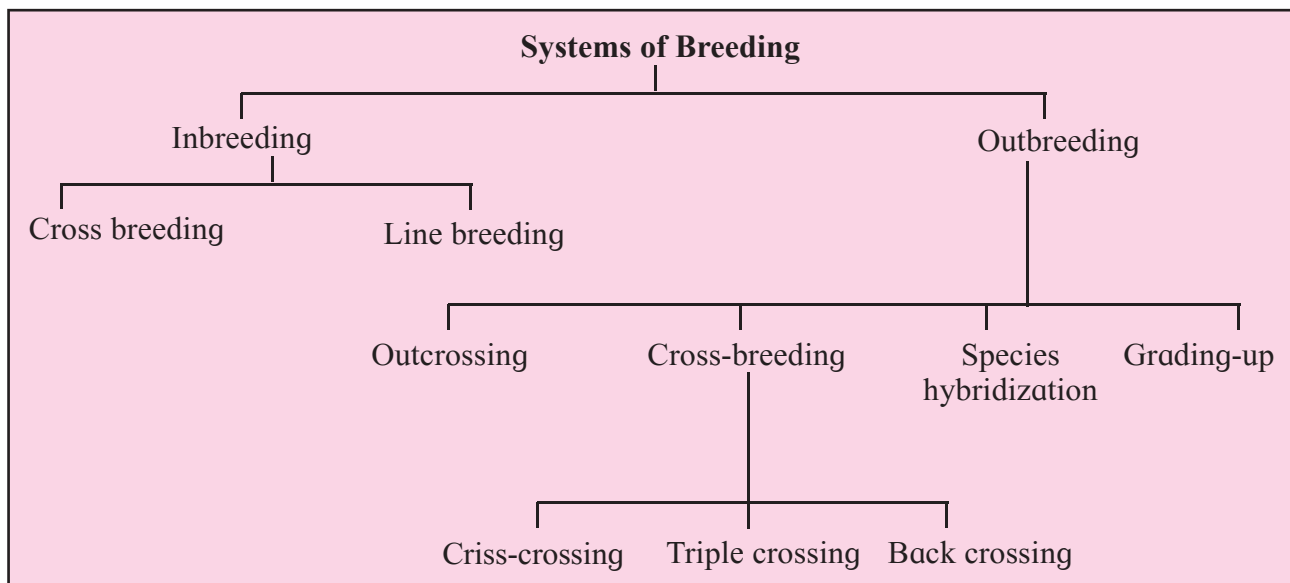 Systems of Breeding
Inbreeding
Outbreeding
Cross breeding
Line breeding
Outcrossing
Cross-breeding
Species
hybridization
Grading-up
Criss-crossing
Triple crossing
Back crossing